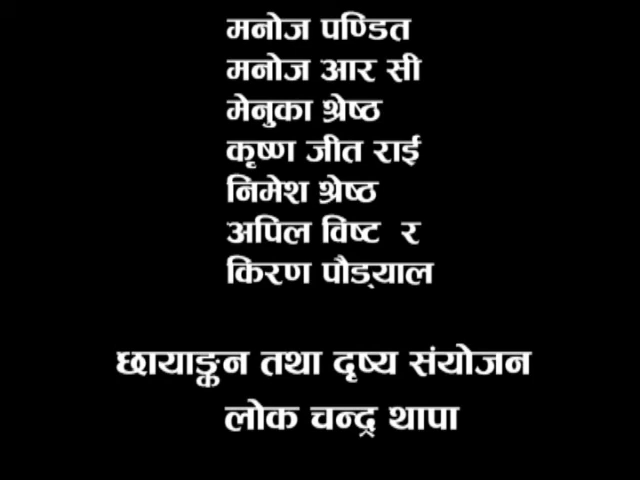 मनोज पण्डित
मनोज आर सी
मेनुका श्रेष्ठ
कृष्ण जीत राई
निमेश श्रेष्ठ
अपिल विष्ट र
किरण पौड्याल
छायाङ्कन तथा दृष्य संयोजन
लोक चन्द्र थापा